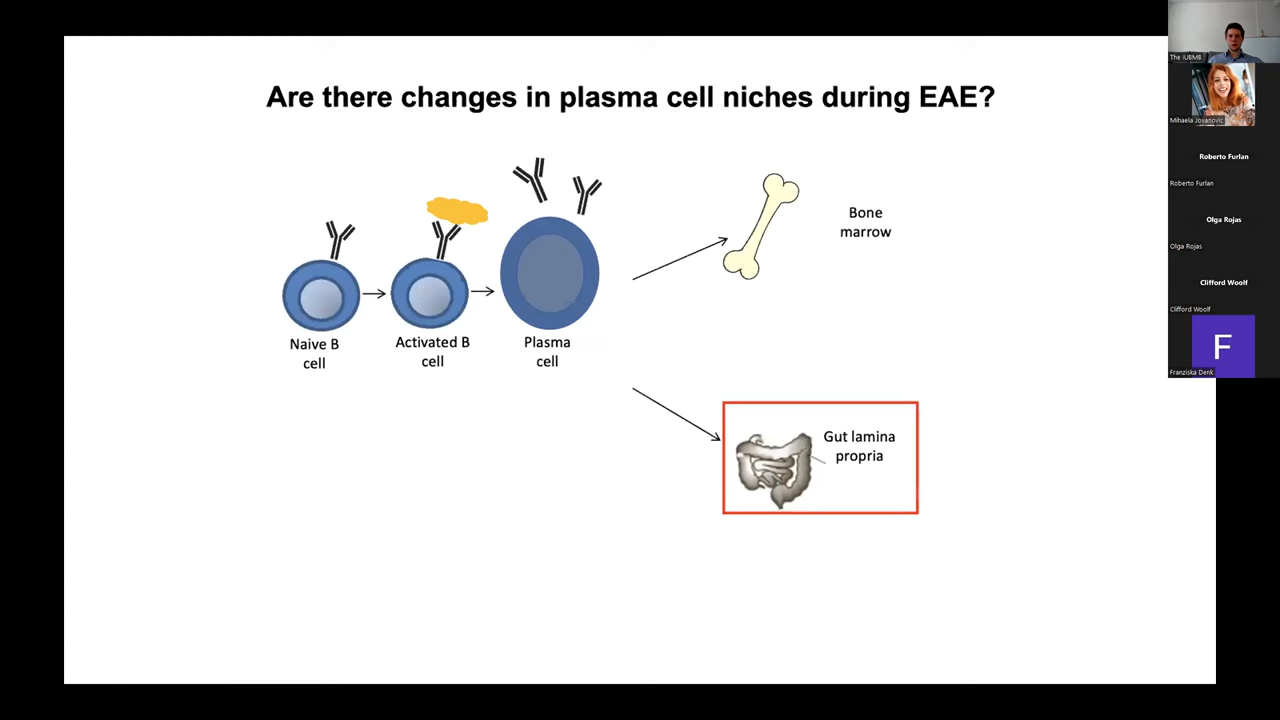 Are there changes in plasma cell niches during EAE?
Bone
marrow
Naive B
cell
Activated B
cell
Plasma
cell
Gut lamina
propria
The IUBMB
Mihaela Jovanovic
Roberto Furlan
Roberto Furlan
Olga Rojas
Olga Rojas
Clifford Woolf
Clifford Woolf
F
Franziska Denk